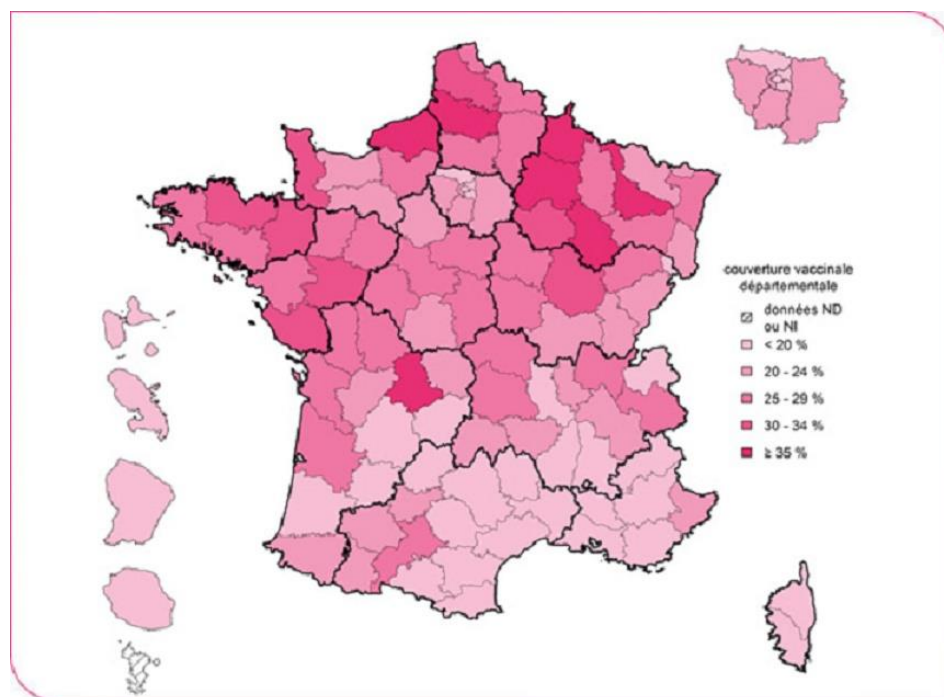 couverture vaccinale
départementale
données ND
ou NI
< 20 %
20 - 24 %
25 - 29 %
30 - 34 %
≥ 35 %